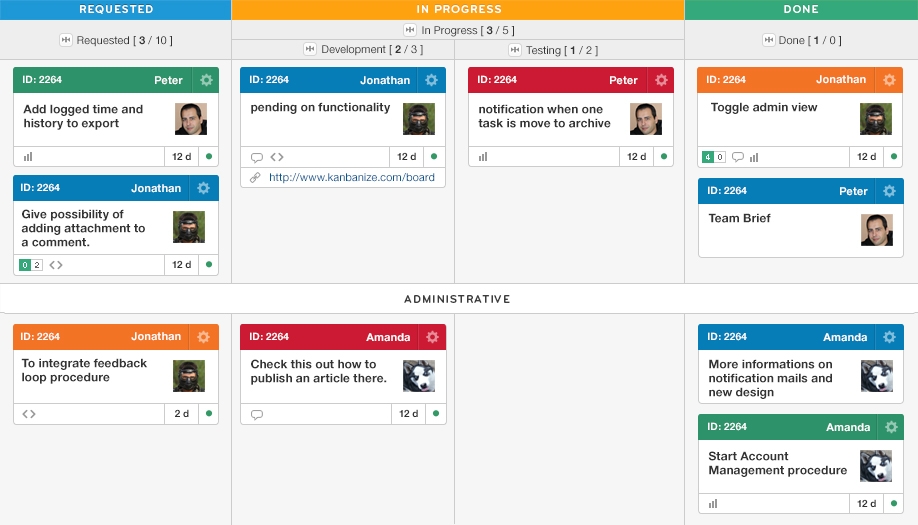 REQUESTED
IN PROGRESS
DONE
Requested [ 3 / 10 ]
In Progress [ 3 / 5 ]
Development [ 2 / 3 ]
Testing [ 1 / 2 ]
Done [ 1 / 0 ]
ID: 2264 Peter
Add logged time and
history to export
12 d
ID: 2264 Jonathan
Give possibility of
adding attachment to
a comment.
0 2 12 d
ID: 2264 Jonathan
pending on functionality
12 d
http://www.kanbanize.com/board
ID: 2264 Peter
notification when one
task is move to archive
12 d
ID: 2264 Jonathan
Toggle admin view
4 0 12 d
ID: 2264 Peter
Team Brief
ADMINISTRATIVE
ID: 2264 Jonathan
To integrate feedback
loop procedure
2 d
ID: 2264 Amanda
Check this out how to
publish an article there.
12 d
ID: 2264 Amanda
More informations on
notification mails and
new design
ID: 2264 Amanda
Start Account
Management procedure
12 d